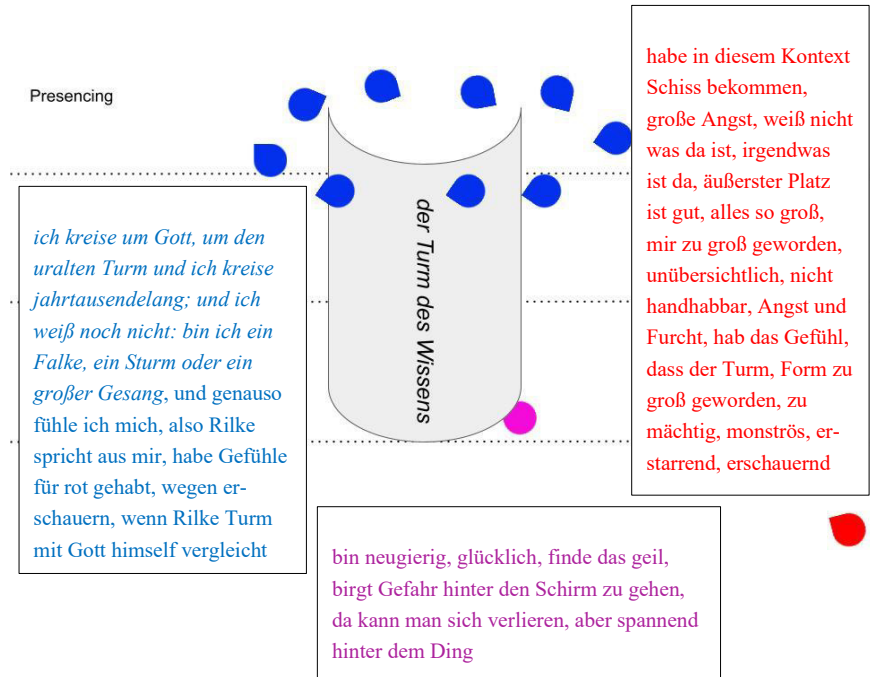 Presencing
der Turm des Wissens
habe in diesem Kontext
Schiss bekommen,
große Angst, weiß nicht
was da ist, irgendwas
ist da, äußerster Platz
ist gut, alles so groß,
mir zu groß geworden,
unübersichtlich, nicht
handhabbar, Angst und
Furcht, hab das Gefühl,
dass der Turm, Form zu
groß geworden, zu
mächtig, monströs, er-
starrend, erschauernd
ich kreise um Gott, um den
uralten Turm und ich kreise
jahrtausendelang; und ich
weiß noch nicht: bin ich ein
Falke, ein Sturm oder ein
großer Gesang, und genauso
fühle ich mich, also Rilke
spricht aus mir, habe Gefühle
für rot gehabt, wegen er-
schauern, wenn Rilke Turm
mit Gott himself vergleicht
bin neugierig, glücklich, finde das geil,
birgt Gefahr hinter den Schirm zu gehen,
da kann man sich verlieren, aber spannend
hinter dem Ding